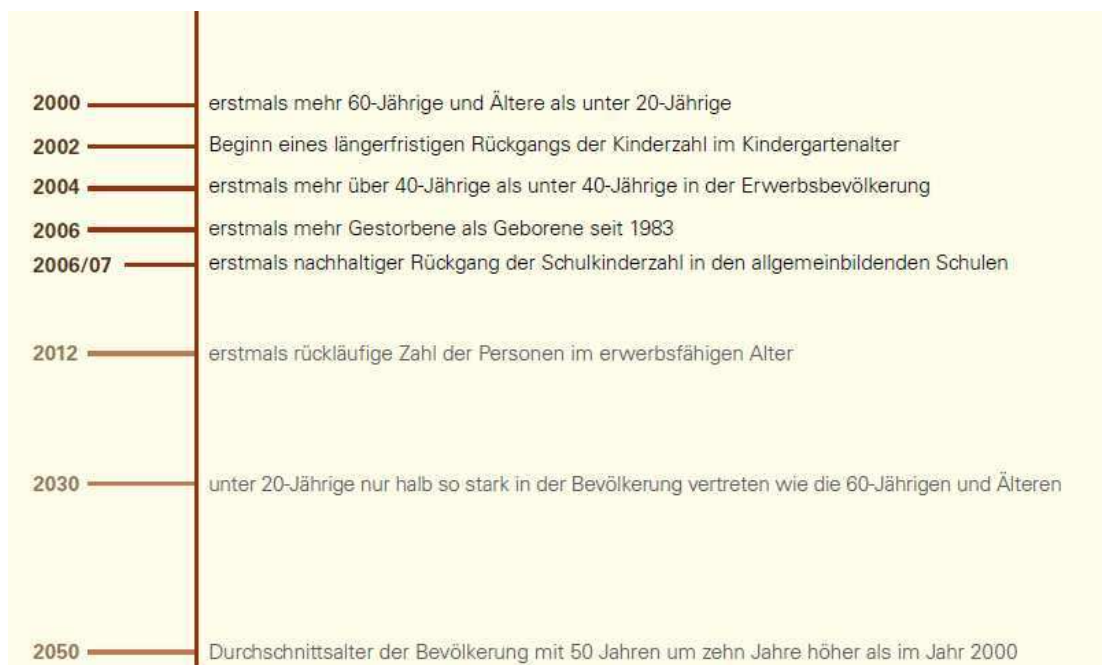 2000 erstmals mehr 60-Jährige und Ältere als unter 20-Jährige
2002 Beginn eines längerfristigen Rückgangs der Kinderzahl im Kindergartenalter
2004 erstmals mehr über 40-Jährige als unter 40-Jährige in der Erwerbsbevölkerung
2006 erstmals mehr Gestorbene als Geborene seit 1983
2006/07 erstmals nachhaltiger Rückgang der Schulkinderzahl in den allgemeinbildenden Schulen
2012 erstmals rückläufige Zahl der Personen im erwerbsfähigen Alter
2030 unter 20-Jährige nur halb so stark in der Bevölkerung vertreten wie die 60-Jährigen und Älteren
2050 Durchschnittsalter der Bevölkerung mit 50 Jahren um zehn Jahre höher als im Jahr 2000